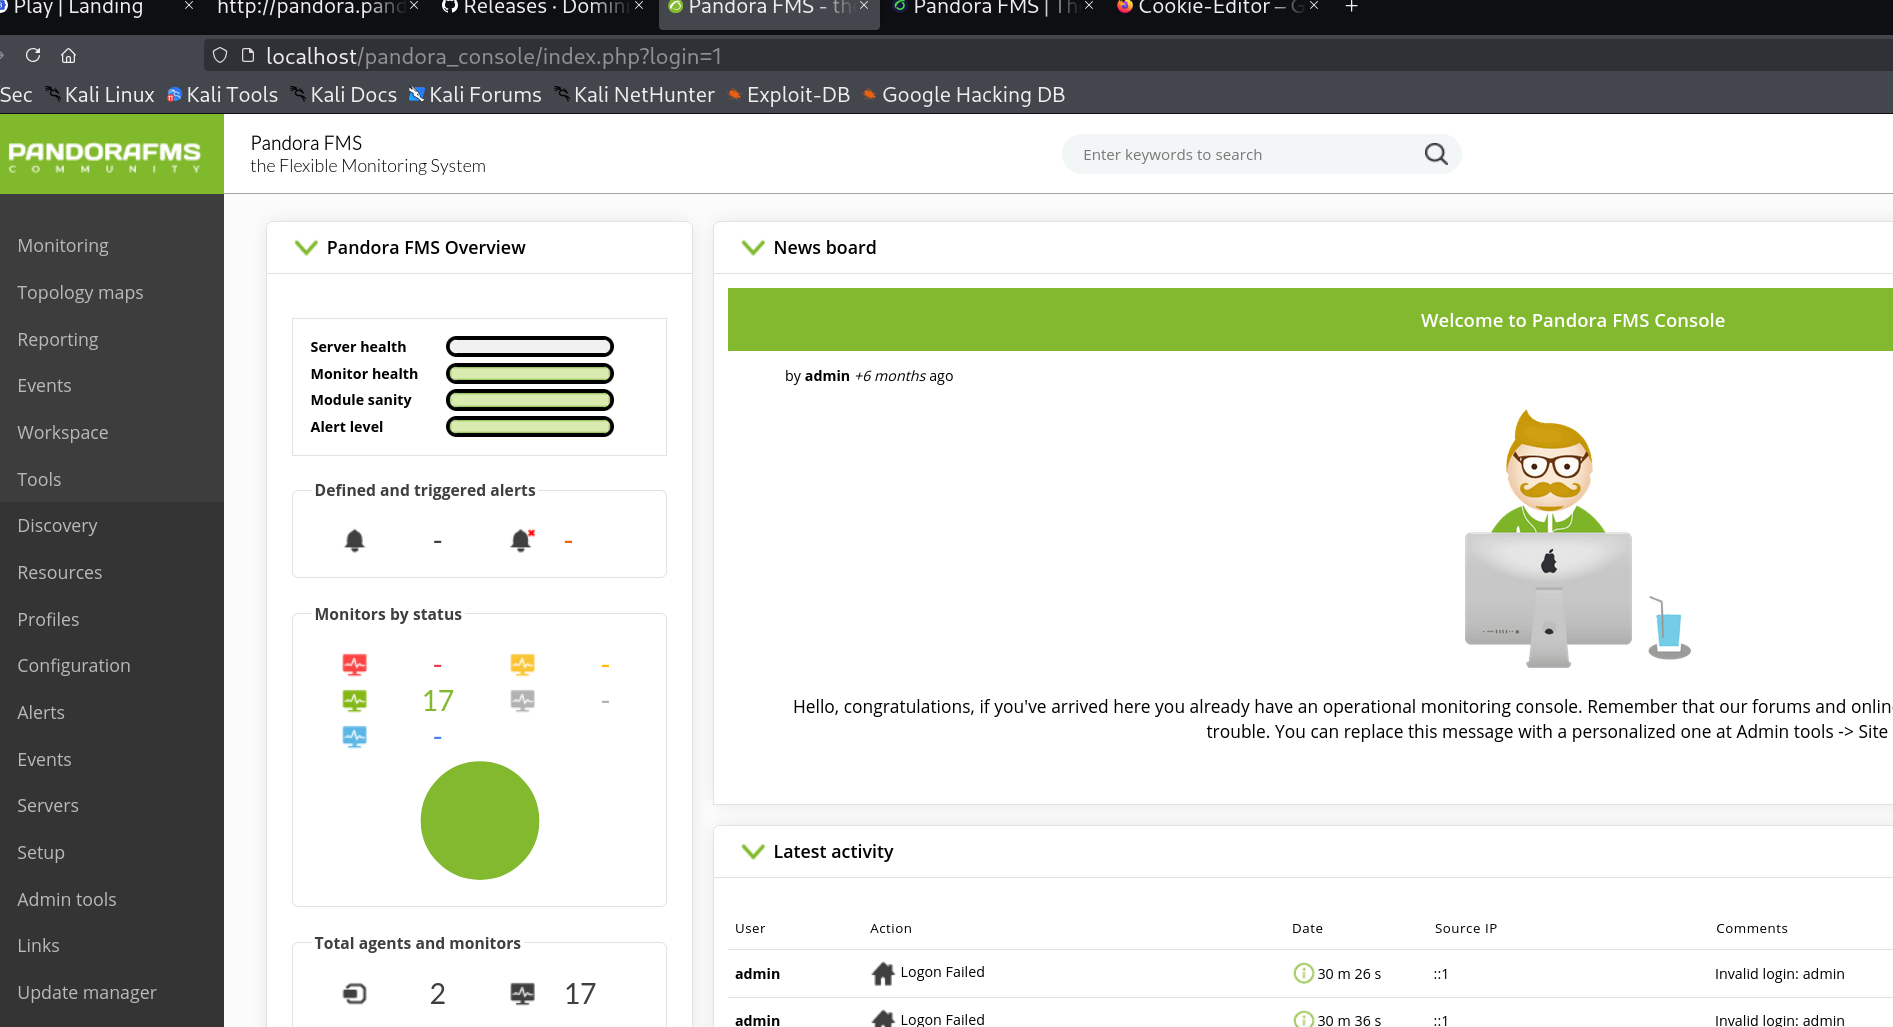 Play | Landing × http://pandora.pand × Releases · Domini × Pandora FMS – th × Pandora FMS | Th × Cookie-Editor – G × +
localhost/pandora_console/index.php?login=1
Sec Kali Linux Kali Tools Kali Docs Kali Forums Kali NetHunter Exploit-DB Google Hacking DB
PANDORAFMS
COMMUNITY
Pandora FMS
the Flexible Monitoring System
Enter keywords to search
Monitoring
Topology maps
Reporting
Events
Workspace
Tools
Discovery
Resources
Profiles
Configuration
Alerts
Events
Servers
Setup
Admin tools
Links
Update manager
Pandora FMS Overview
Server health
Monitor health
Module sanity
Alert level
Defined and triggered alerts
- -
Monitors by status
- -
17 -
-
Total agents and monitors
2 17
News board
Welcome to Pandora FMS Console
by admin +6 months ago
Hello, congratulations, if you've arrived here you already have an operational monitoring console. Remember that our forums and onlin
trouble. You can replace this message with a personalized one at Admin tools -> Site
Latest activity
User Action Date Source IP Comments
admin Logon Failed 30 m 26 s ::1 Invalid login: admin
admin Logon Failed 30 m 36 s ::1 Invalid login: admin